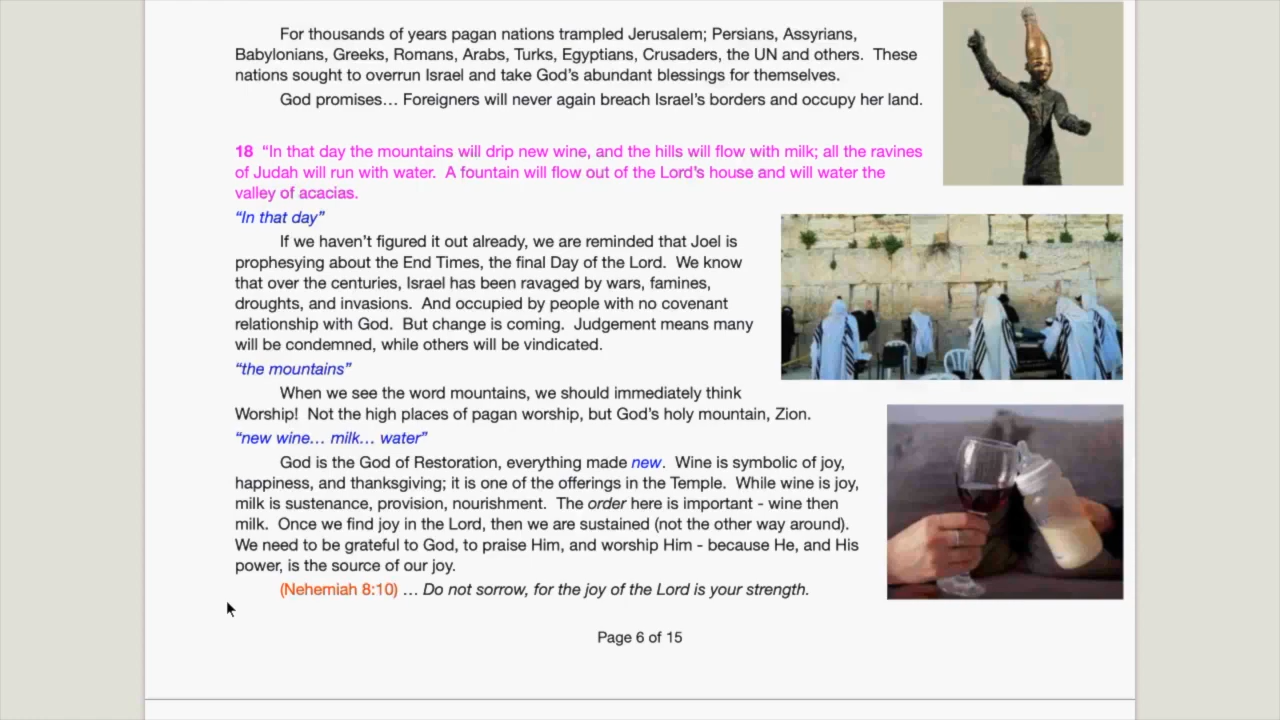 For thousands of years pagan nations trampled Jerusalem; Persians, Assyrians,
Babylonians, Greeks, Romans, Arabs, Turks, Egyptians, Crusaders, the UN and others.  These
nations sought to overrun Israel and take God’s abundant blessings for themselves.
God promises… Foreigners will never again breach Israel’s borders and occupy her land.
18  “In that day the mountains will drip new wine, and the hills will flow with milk; all the ravines
of Judah will run with water.  A fountain will flow out of the Lord’s house and will water the
valley of acacias.
“In that day”
If we haven’t figured it out already, we are reminded that Joel is
prophesying about the End Times, the final Day of the Lord.  We know
that over the centuries, Israel has been ravaged by wars, famines,
droughts, and invasions.  And occupied by people with no covenant
relationship with God.  But change is coming.  Judgement means many
will be condemned, while others will be vindicated.
“the mountains”
When we see the word mountains, we should immediately think
Worship!  Not the high places of pagan worship, but God’s holy mountain, Zion.
“new wine… milk… water”
God is the God of Restoration, everything made new.  Wine is symbolic of joy,
happiness, and thanksgiving; it is one of the offerings in the Temple.  While wine is joy,
milk is sustenance, provision, nourishment.  The order here is important - wine then
milk.  Once we find joy in the Lord, then we are sustained (not the other way around).
We need to be grateful to God, to praise Him, and worship Him - because He, and His
power, is the source of our joy.
(Nehemiah 8:10) … Do not sorrow, for the joy of the Lord is your strength.
Page 6 of 15